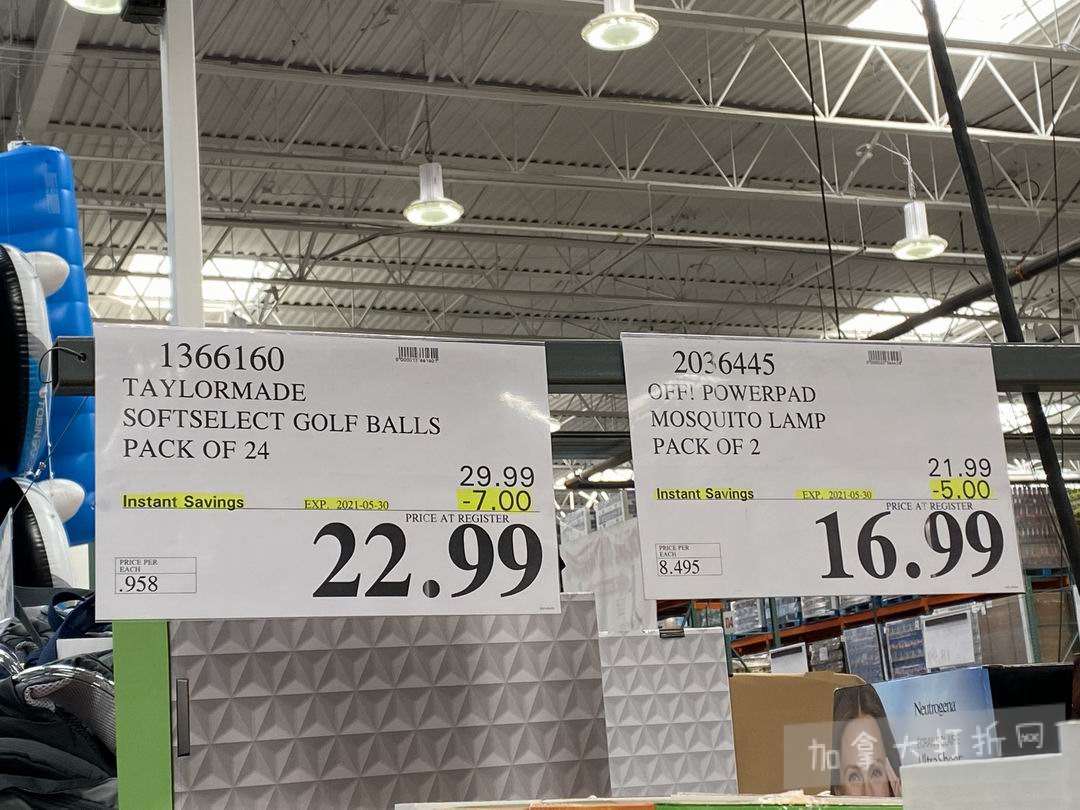 1366160
TAYLORMADE
SOFTSELECT GOLF BALLS
PACK OF 24
29.99
Instant Savings EXP. 2021-05-30 -7.00
PRICE AT REGISTER
22.99
PRICE PER
EACH
.958
2036445
OFF! POWERPAD
MOSQUITO LAMP
PACK OF 2
21.99
Instant Savings EXP. 2021-05-30 -5.00
PRICE AT REGISTER
16.99
PRICE PER
EACH
8.495
Neutrogena
加拿大打折网